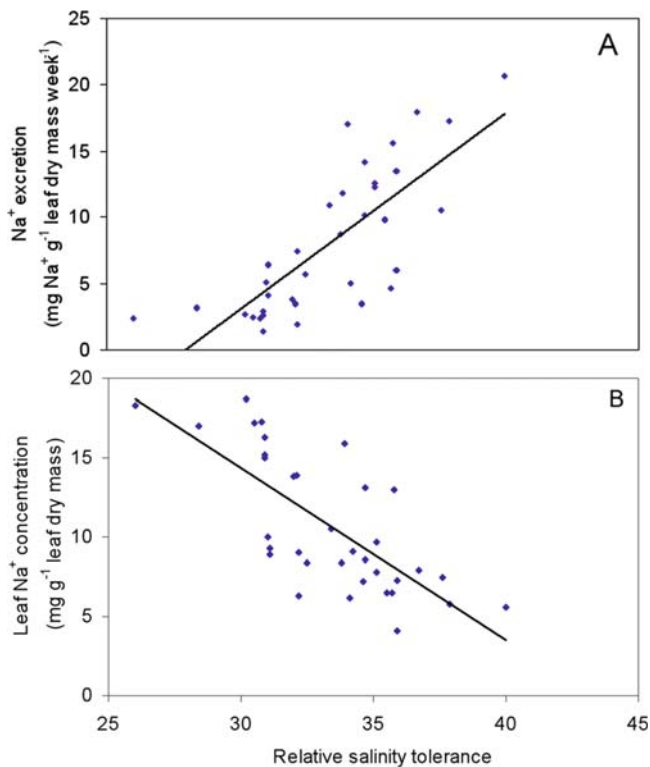 A
25
20
15
10
5
0
Na⁺ excretion
(mg Na⁺ g⁻¹ leaf dry mass week⁻¹)
B
20
15
10
5
0
Leaf Na⁺ concentration
(mg g⁻¹ leaf dry mass)
25 30 35 40 45
Relative salinity tolerance